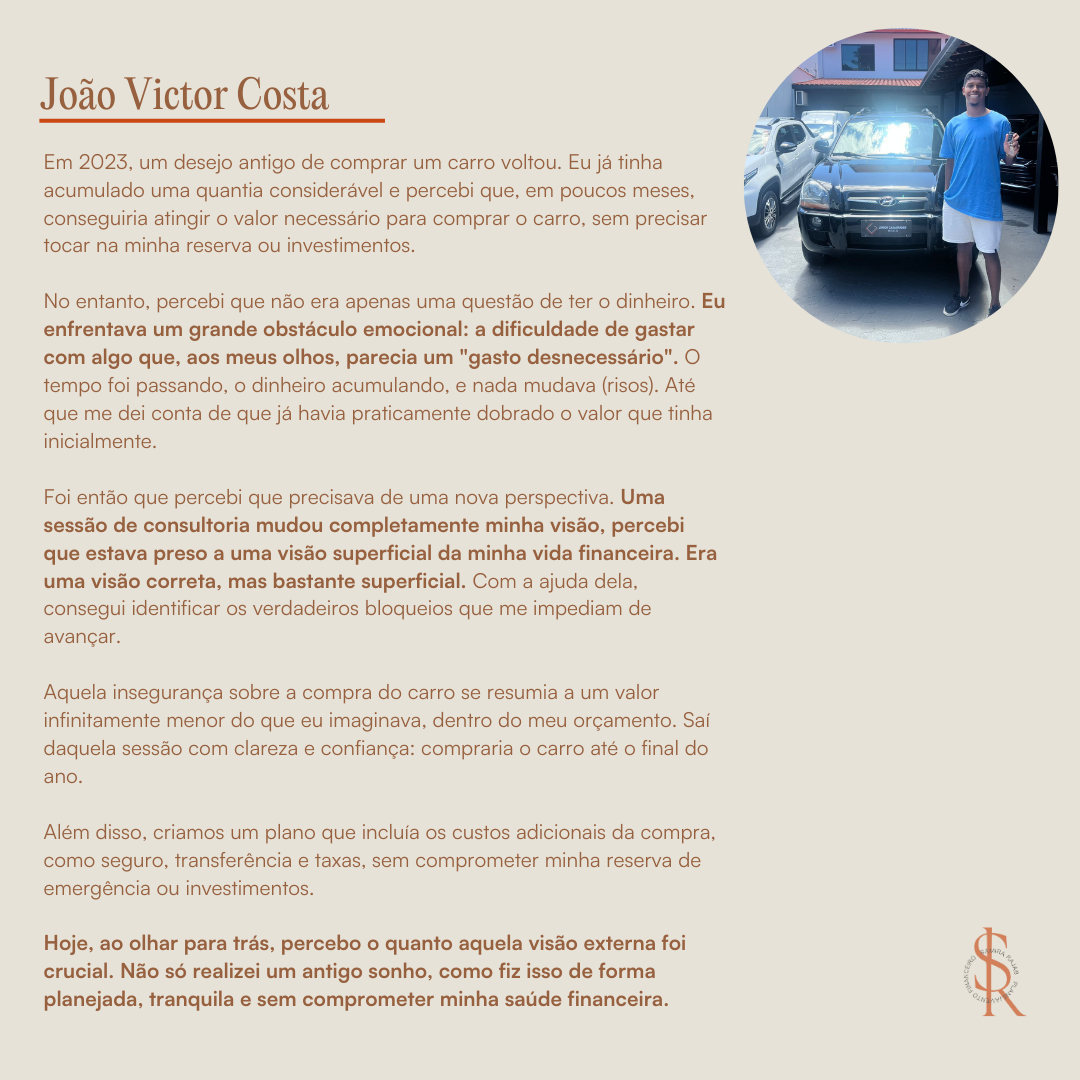 João Victor Costa
Em 2023, um desejo antigo de comprar um carro voltou. Eu já tinha
acumulado uma quantia considerável e percebi que, em poucos meses,
conseguiria atingir o valor necessário para comprar o carro, sem precisar
tocar na minha reserva ou investimentos.
No entanto, percebi que não era apenas uma questão de ter o dinheiro. Eu
enfrentava um grande obstáculo emocional: a dificuldade de gastar
com algo que, aos meus olhos, parecia um "gasto desnecessário". O
tempo foi passando, o dinheiro acumulando, e nada mudava (risos). Até
que me dei conta de que já havia praticamente dobrado o valor que tinha
inicialmente.
Foi então que percebi que precisava de uma nova perspectiva. Uma
sessão de consultoria mudou completamente minha visão, percebi
que estava preso a uma visão superficial da minha vida financeira. Era
uma visão correta, mas bastante superficial. Com a ajuda dela,
consegui identificar os verdadeiros bloqueios que me impediam de
avançar.
Aquela insegurança sobre a compra do carro se resumia a um valor
infinitamente menor do que eu imaginava, dentro do meu orçamento. Saí
daquela sessão com clareza e confiança: compraria o carro até o final do
ano.
Além disso, criamos um plano que incluía os custos adicionais da compra,
como seguro, transferência e taxas, sem comprometer minha reserva de
emergência ou investimentos.
Hoje, ao olhar para trás, percebo o quanto aquela visão externa foi
crucial. Não só realizei um antigo sonho, como fiz isso de forma
planejada, tranquila e sem comprometer minha saúde financeira.
SR